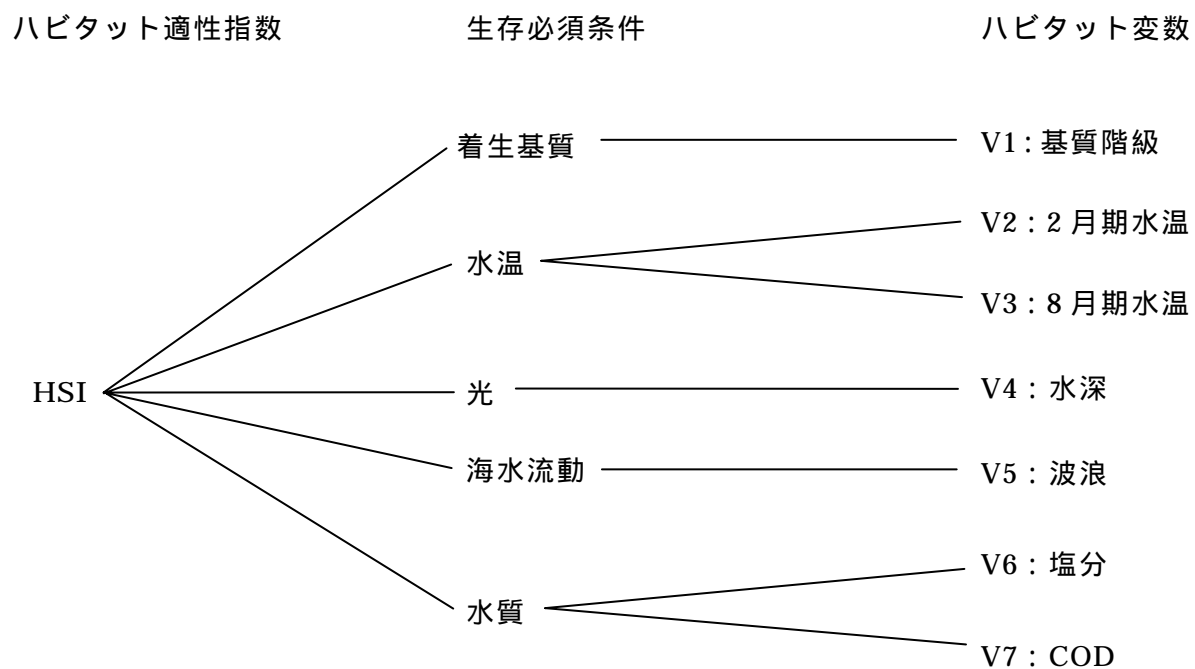 ハビタット適性指数 生存必須条件 ハビタット変数
着生基質 V1：基質階級
V2：2月期水温
水温
V3：8月期水温
HSI 光 V4：水深
海水流動 V5：波浪
V6：塩分
水質
V7：COD